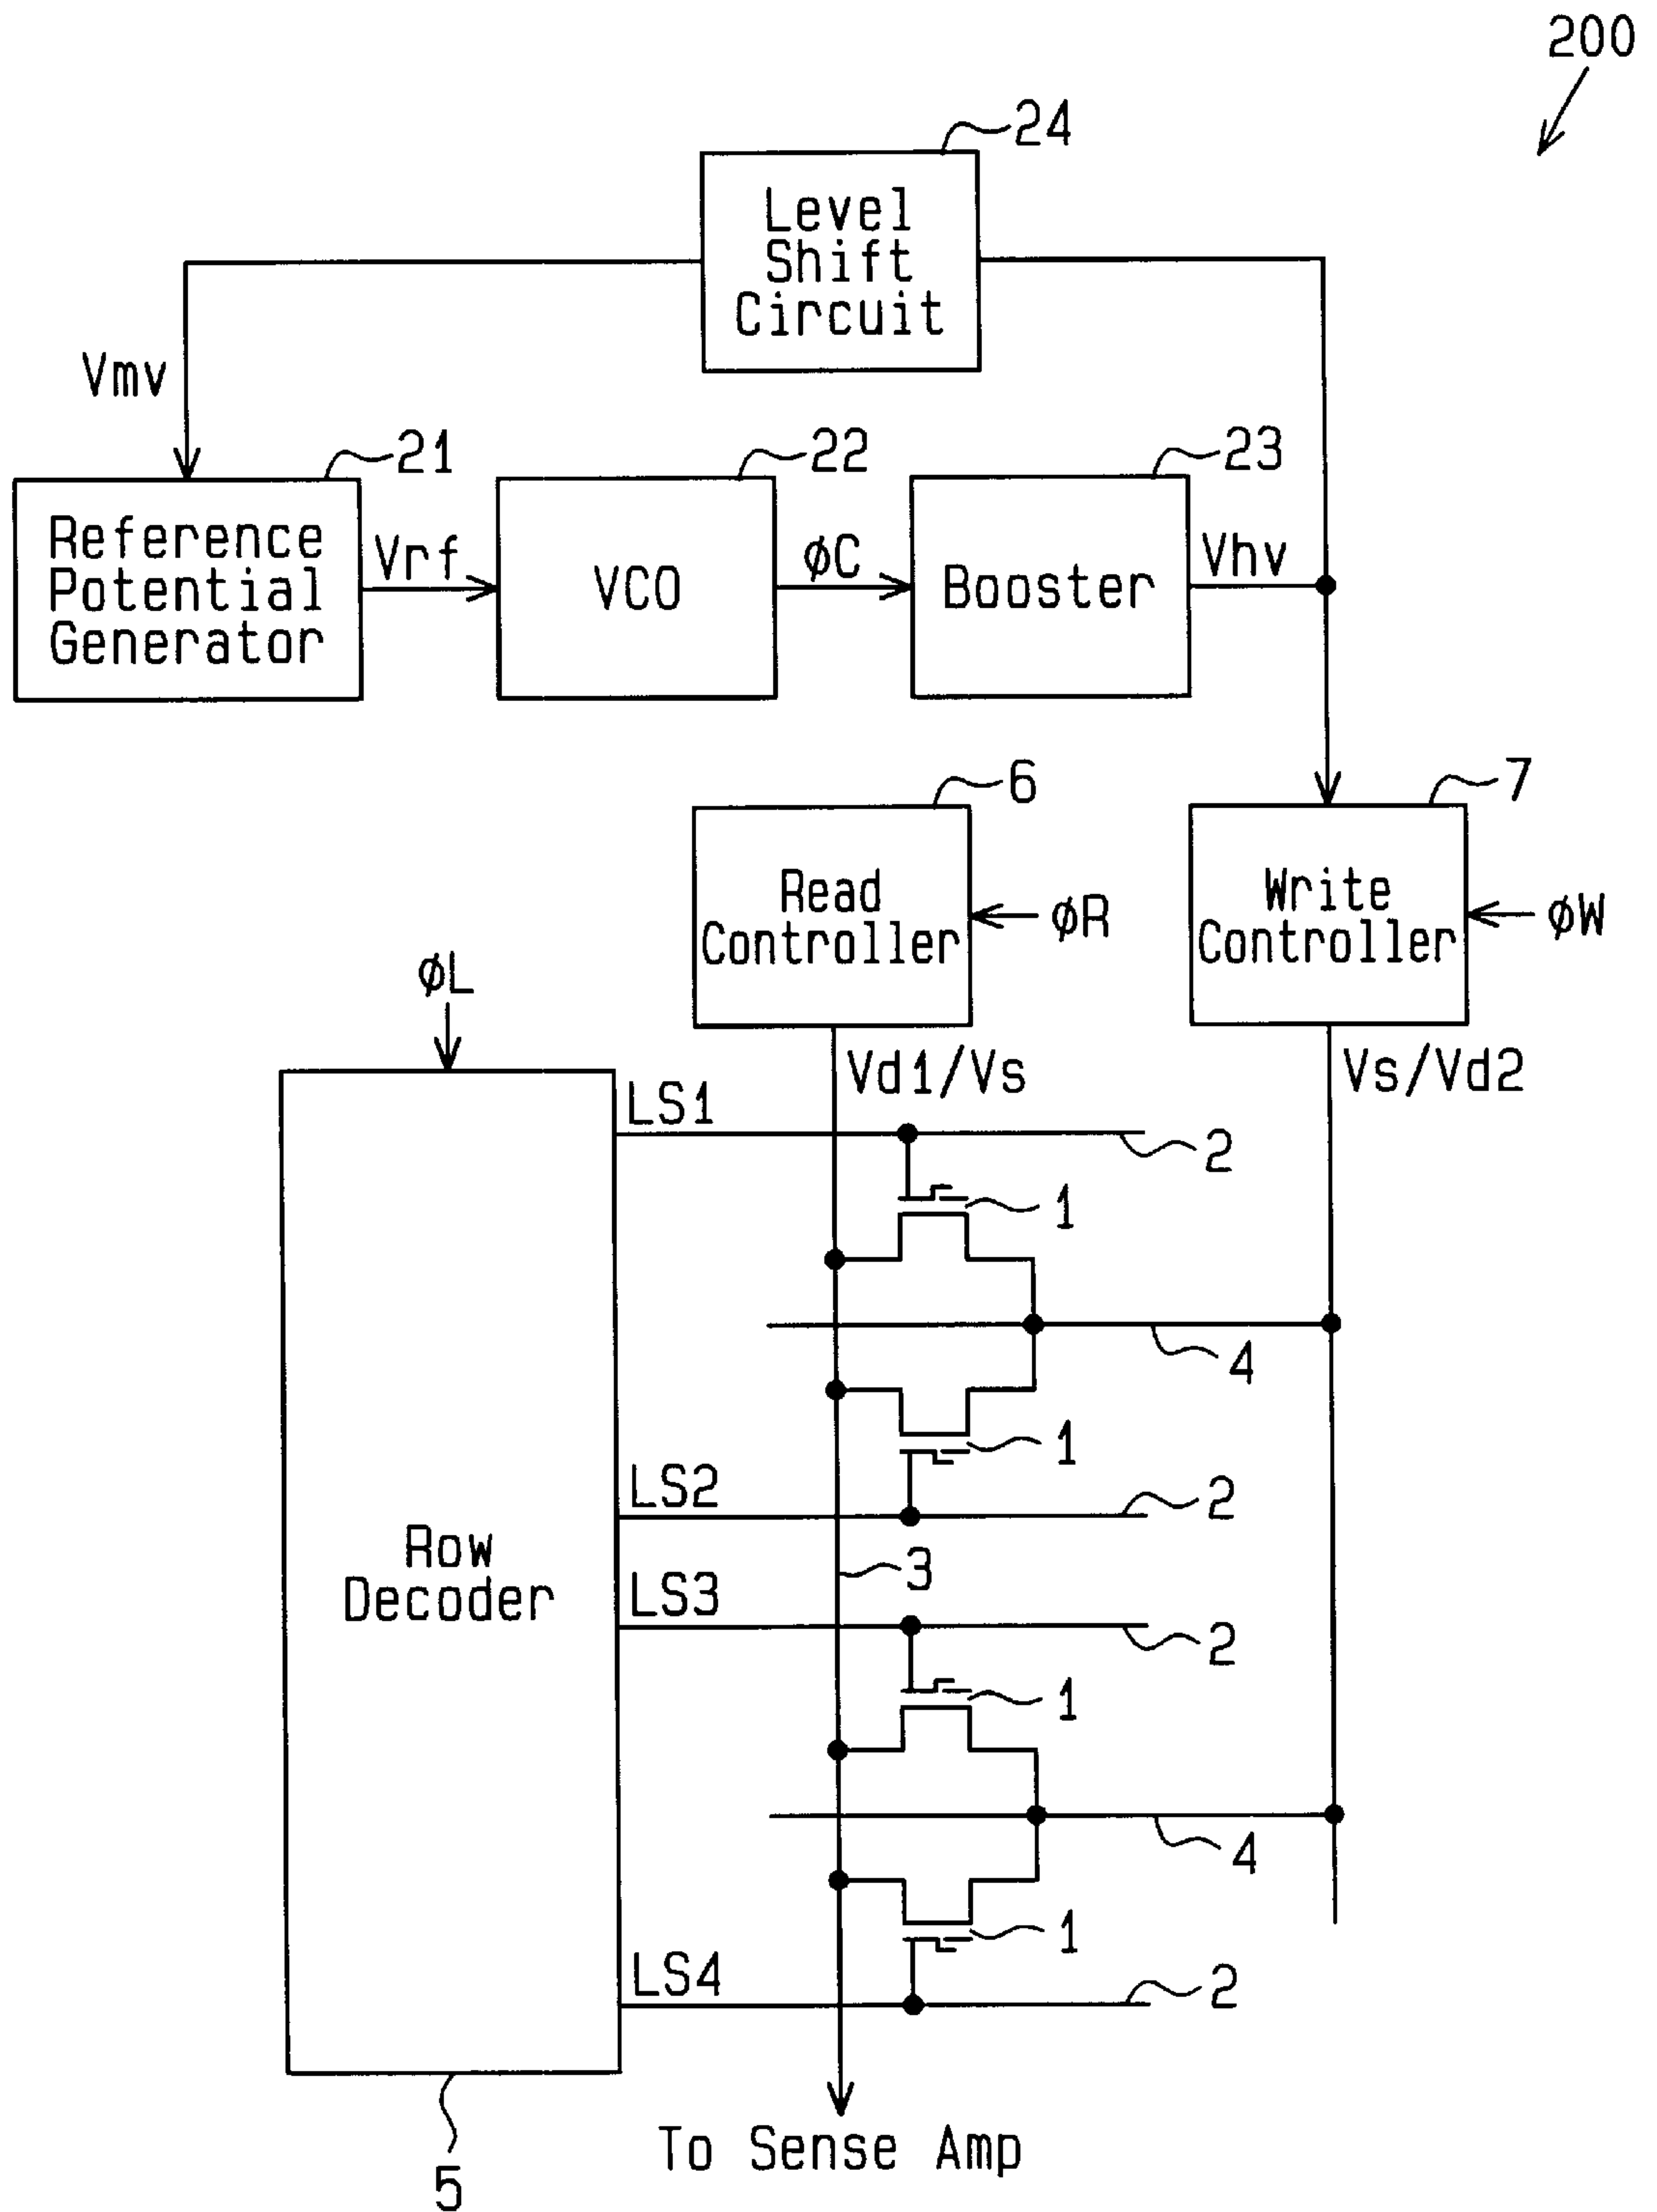 200
24
Level
Shift
Circuit
Vmv
21
22
23
Reference
Potential
Generator
Vrf
VCO
φC
Booster
Vhv
6
7
Read
Controller
φR
Write
Controller
φW
φL
Vd1/Vs
Vs/Vd2
LS1
2
1
4
1
LS2
2
Row
Decoder
3
LS3
2
1
4
1
LS4
2
5
To Sense Amp